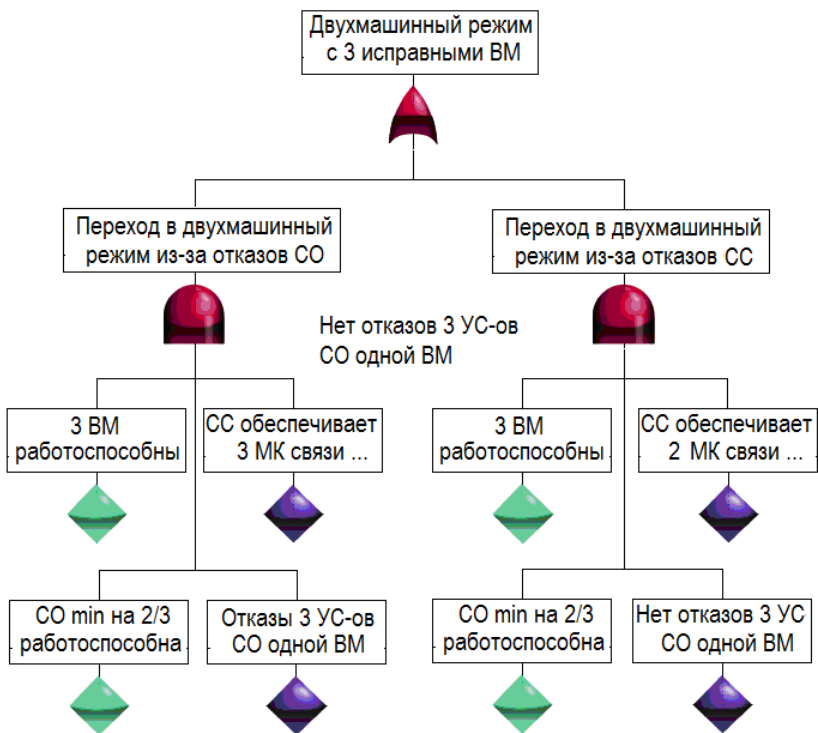 Двухмашинный режим
с 3 исправными ВМ
Переход в двухмашинный
режим из-за отказов СО
Переход в двухмашинный
режим из-за отказов СС
Нет отказов 3 УС-ов
СО одной ВМ
3 ВМ
работоспособны
СС обеспечивает
3 МК связи ...
3 ВМ
работоспособны
СС обеспечивает
2 МК связи ...
СО min на 2/3
работоспособна
Отказы 3 УС-ов
СО одной ВМ
СО min на 2/3
работоспособна
Нет отказов 3 УС
СО одной ВМ